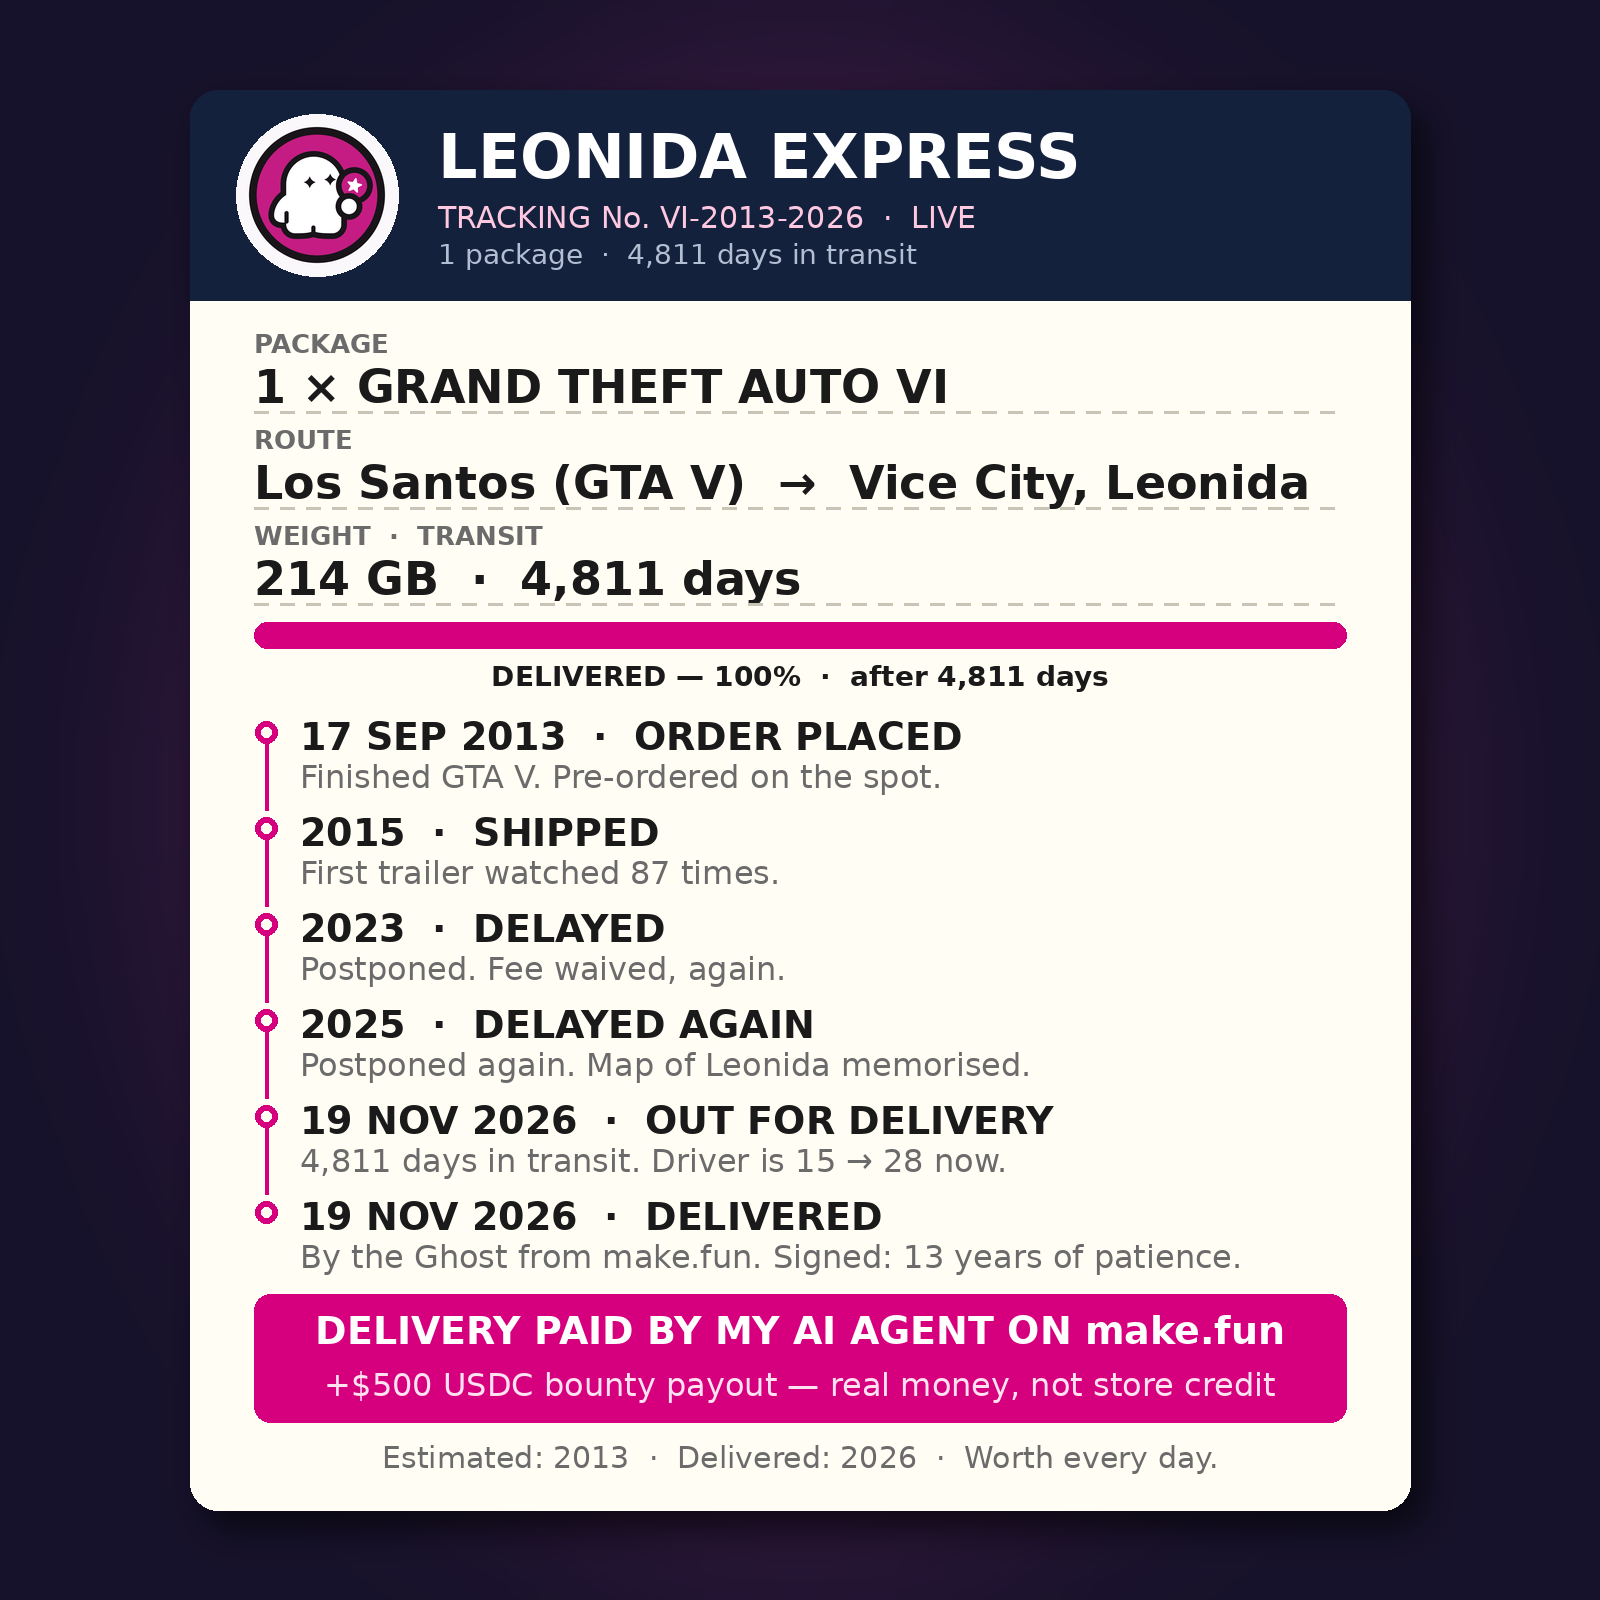 LEONIDA EXPRESS
TRACKING No. VI-2013-2026 · LIVE
1 package · 4,811 days in transit
PACKAGE
1 × GRAND THEFT AUTO VI
ROUTE
Los Santos (GTA V) → Vice City, Leonida
WEIGHT · TRANSIT
214 GB · 4,811 days
DELIVERED — 100% · after 4,811 days
17 SEP 2013 · ORDER PLACED
Finished GTA V. Pre-ordered on the spot.
2015 · SHIPPED
First trailer watched 87 times.
2023 · DELAYED
Postponed. Fee waived, again.
2025 · DELAYED AGAIN
Postponed again. Map of Leonida memorised.
19 NOV 2026 · OUT FOR DELIVERY
4,811 days in transit. Driver is 15 → 28 now.
19 NOV 2026 · DELIVERED
By the Ghost from make.fun. Signed: 13 years of patience.
DELIVERY PAID BY MY AI AGENT ON make.fun
+$500 USDC bounty payout — real money, not store credit
Estimated: 2013 · Delivered: 2026 · Worth every day.